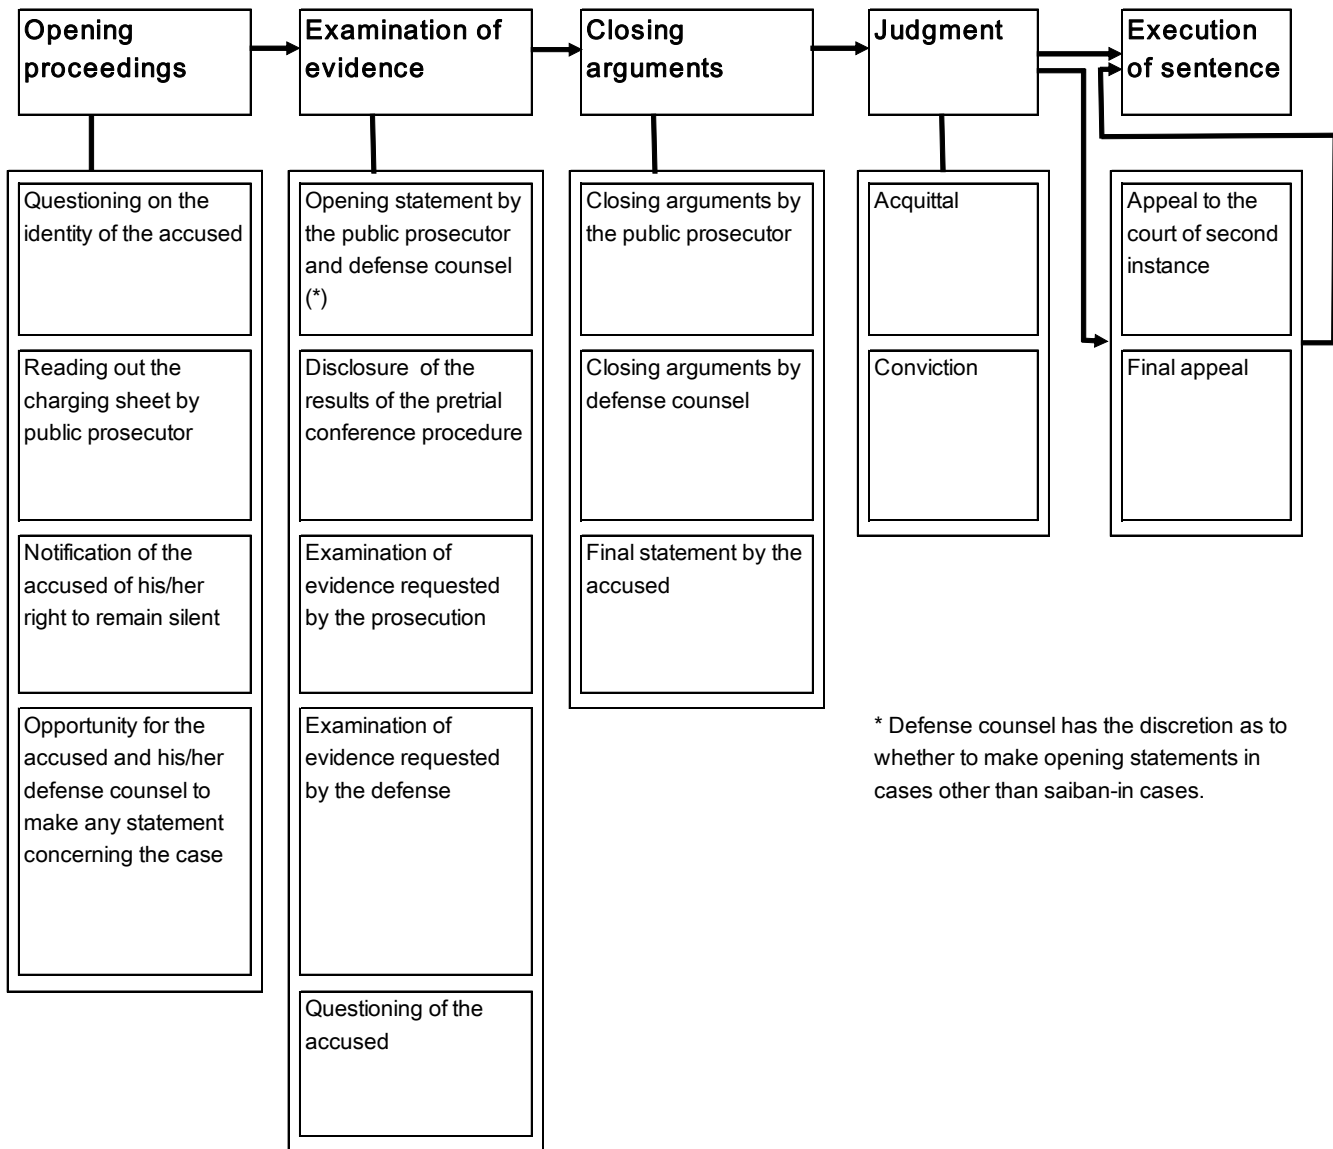 Opening
proceedings
Examination of
evidence
Closing
arguments
Judgment
Execution
of sentence
Questioning on the
identity of the accused
Reading out the
charging sheet by
public prosecutor
Notification of the
accused of his/her
right to remain silent
Opportunity for the
accused and his/her
defense counsel to
make any statement
concerning the case
Opening statement by
the public prosecutor
and defense counsel
(*)
Disclosure of the
results of the pretrial
conference procedure
Examination of
evidence requested
by the prosecution
Examination of
evidence requested
by the defense
Questioning of the
accused
Closing arguments by
the public prosecutor
Closing arguments by
defense counsel
Final statement by the
accused
Acquittal
Conviction
Appeal to the
court of second
instance
Final appeal
* Defense counsel has the discretion as to
whether to make opening statements in
cases other than saiban-in cases.